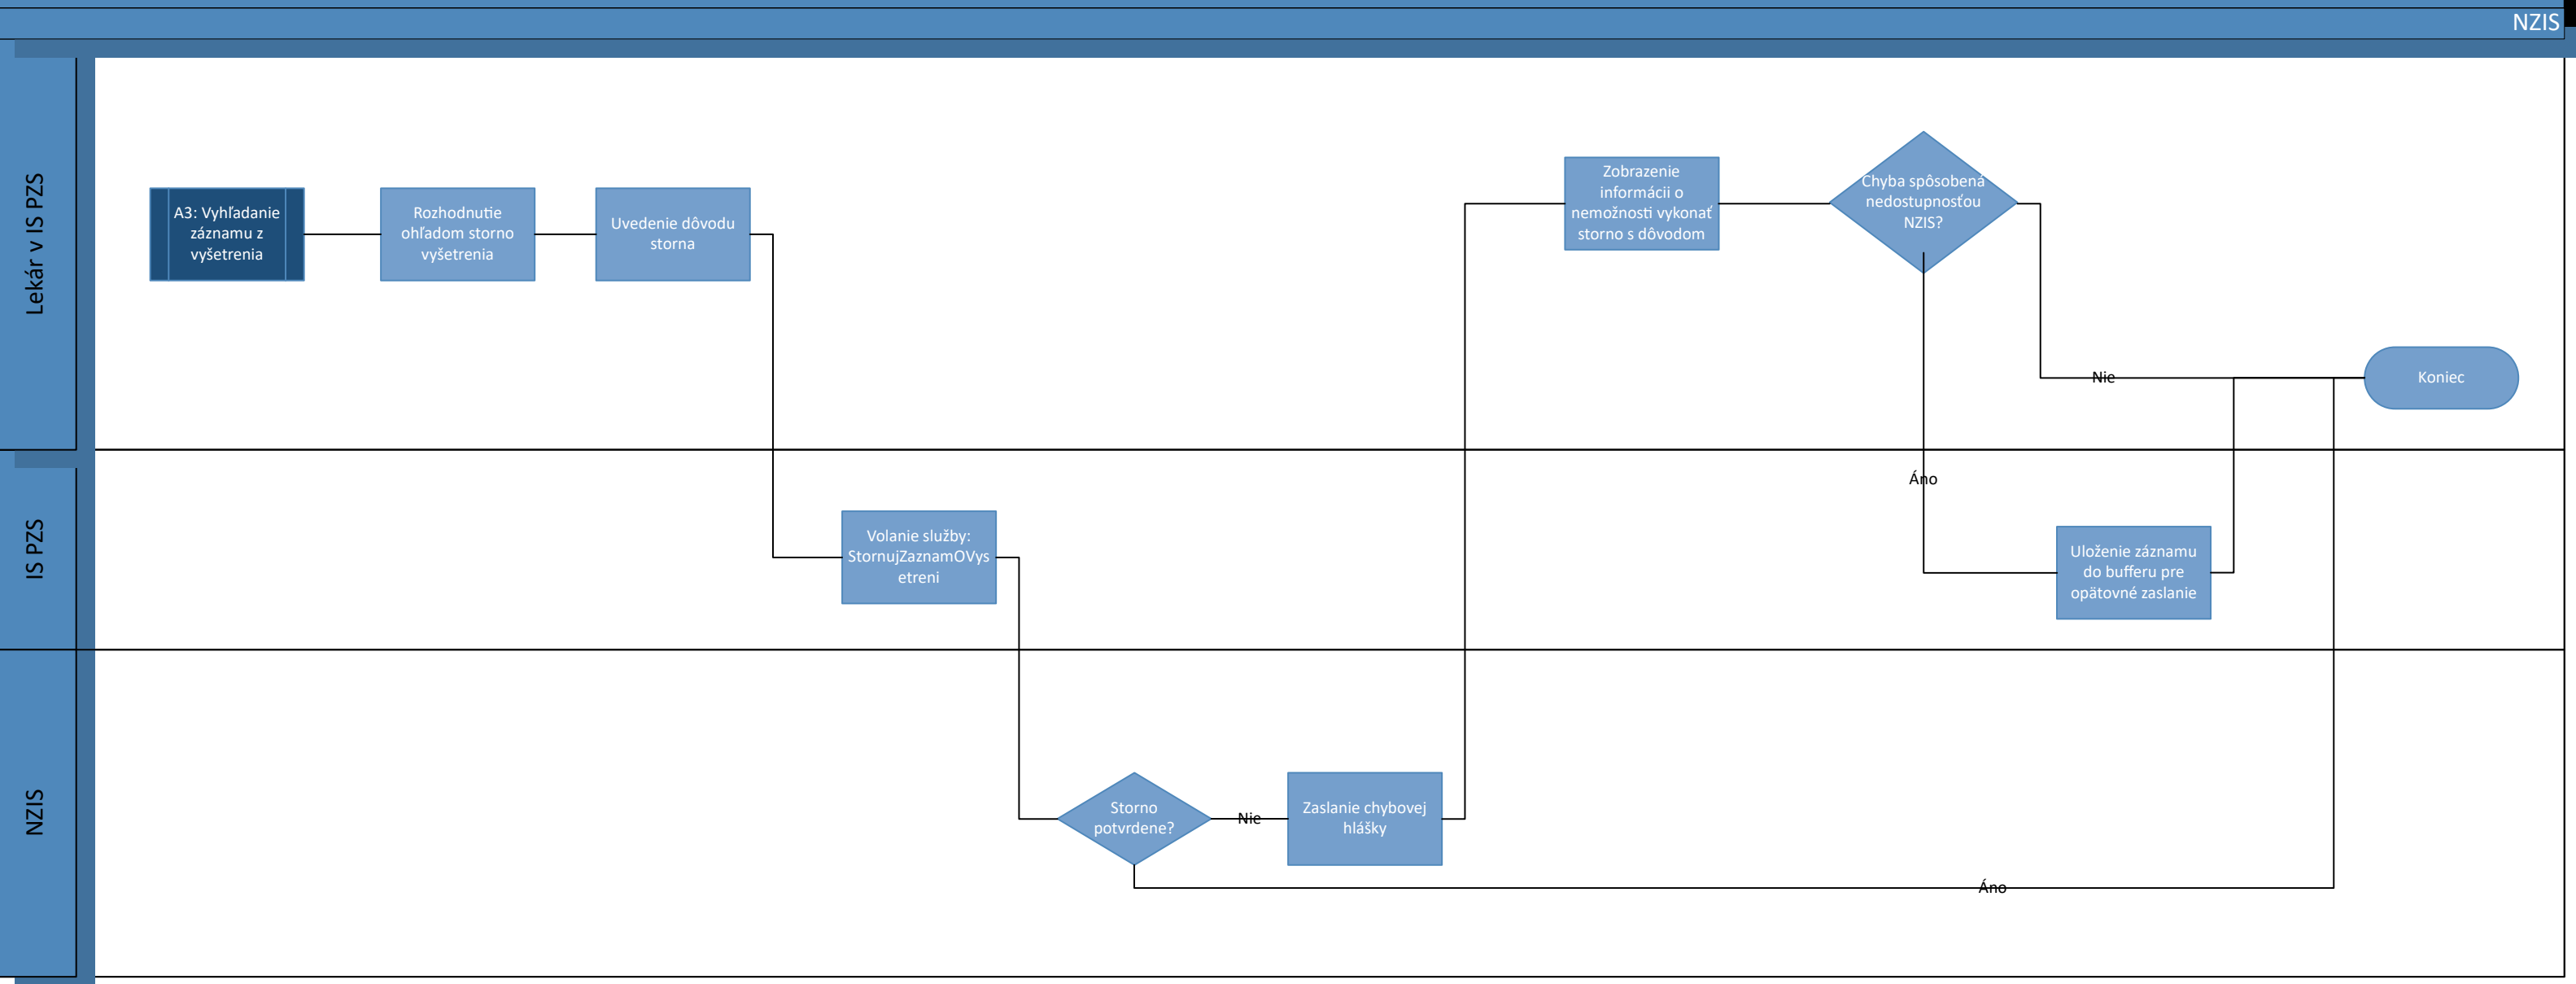 NZIS
Lekár v IS PZS
A3: Vyhľadanie
záznamu z
vyšetrenia
Rozhodnutie
ohľadom storno
vyšetrenia
Uvedenie dôvodu
storna
Zobrazenie
informácii o
nemožnosti vykonať
storno s dôvodom
Chyba spôsobená
nedostupnosťou
NZIS?
Nie
Koniec
IS PZS
Áno
Volanie služby:
StornujZaznamOVys
etreni
Uloženie záznamu
do bufferu pre
opätovné zaslanie
NZIS
Storno
potvrdene?
Nie
Zaslanie chybovej
hlášky
Áno